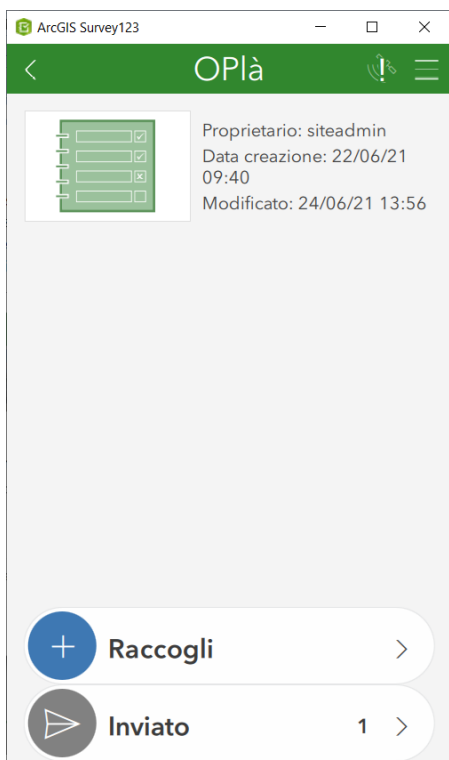 ArcGIS Survey123
OPlà
Proprietario: siteadmin
Data creazione: 22/06/21
09:40
Modificato: 24/06/21 13:56
Raccogli
Inviato 1